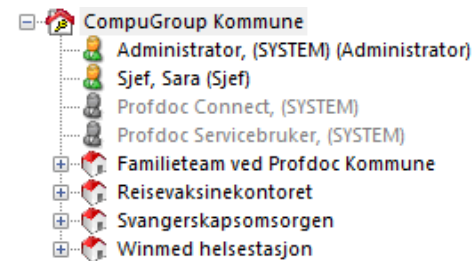 CompuGroup Kommune
Administrator, (SYSTEM) (Administrator)
Sjef, Sara (Sjef)
Profdoc Connect, (SYSTEM)
Profdoc Servicebruker, (SYSTEM)
Familieteam ved Profdoc Kommune
Reisevaksinekontoret
Svangerskapsomsorgen
Winmed helsestasjon